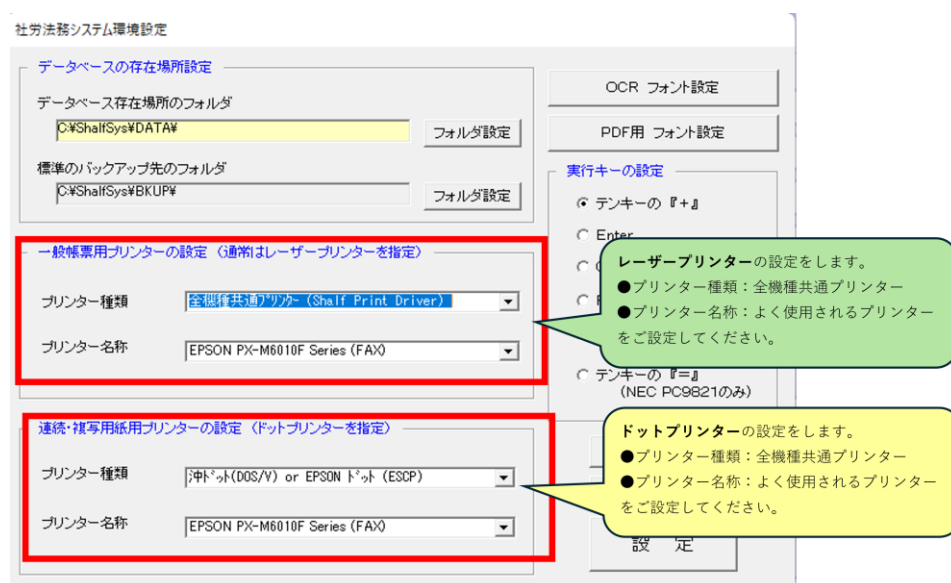 社労法務システム環境設定
データベースの存在場所設定
データベース存在場所のフォルダ
C:¥ShalfSys¥DATA¥
フォルダ設定
標準のバックアップ先のフォルダ
C:¥ShalfSys¥BKUP¥
フォルダ設定
OCR フォント設定
PDF用 フォント設定
実行キーの設定
テンキーの『+』
Enter
テンキーの『=』
(NEC PC9821のみ)
一般帳票用プリンターの設定（通常はレーザープリンターを指定）
プリンター種類
全機種共通プリンター (Shalf Print Driver)
プリンター名称
EPSON PX-M6010F Series (FAX)
レーザープリンターの設定をします。
●プリンター種類：全機種共通プリンター
●プリンター名称：よく使用されるプリンター
をご設定してください。
連続・複写用紙用プリンターの設定（ドットプリンターを指定）
プリンター種類
沖ドット(DOS/V) or EPSON ドット (ESCP)
プリンター名称
EPSON PX-M6010F Series (FAX)
ドットプリンターの設定をします。
●プリンター種類：全機種共通プリンター
●プリンター名称：よく使用されるプリンター
をご設定してください。
設 定